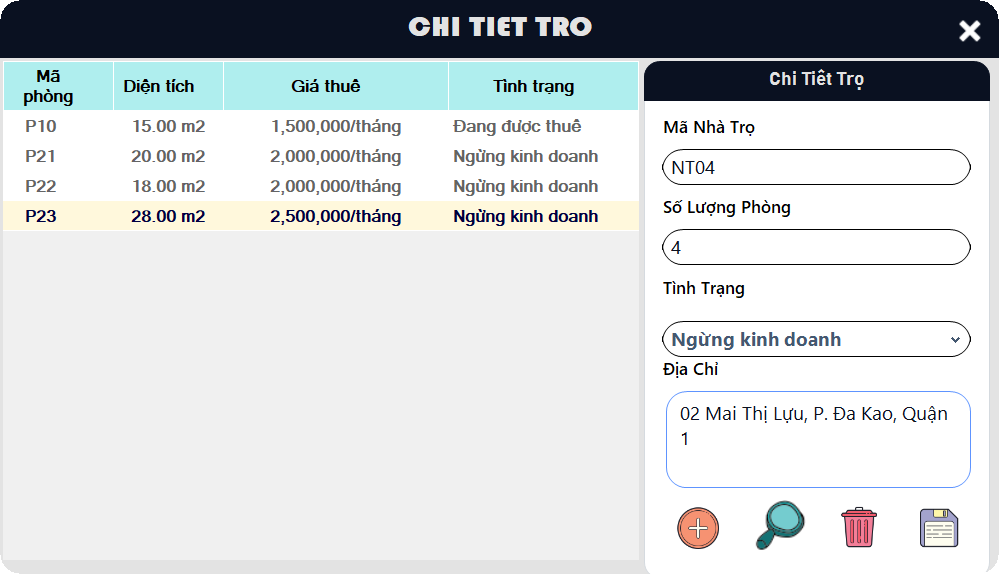 CHI TIET TRO
Mã phòng Diện tích Giá thuê Tình trạng
P10 15.00 m2 1,500,000/tháng Đang được thuê
P21 20.00 m2 2,000,000/tháng Ngừng kinh doanh
P22 18.00 m2 2,000,000/tháng Ngừng kinh doanh
P23 28.00 m2 2,500,000/tháng Ngừng kinh doanh
Chi Tiết Trọ
Mã Nhà Trọ
NT04
Số Lượng Phòng
4
Tình Trạng
Ngừng kinh doanh
Địa Chỉ
02 Mai Thị Lựu, P. Đa Kao, Quận
1